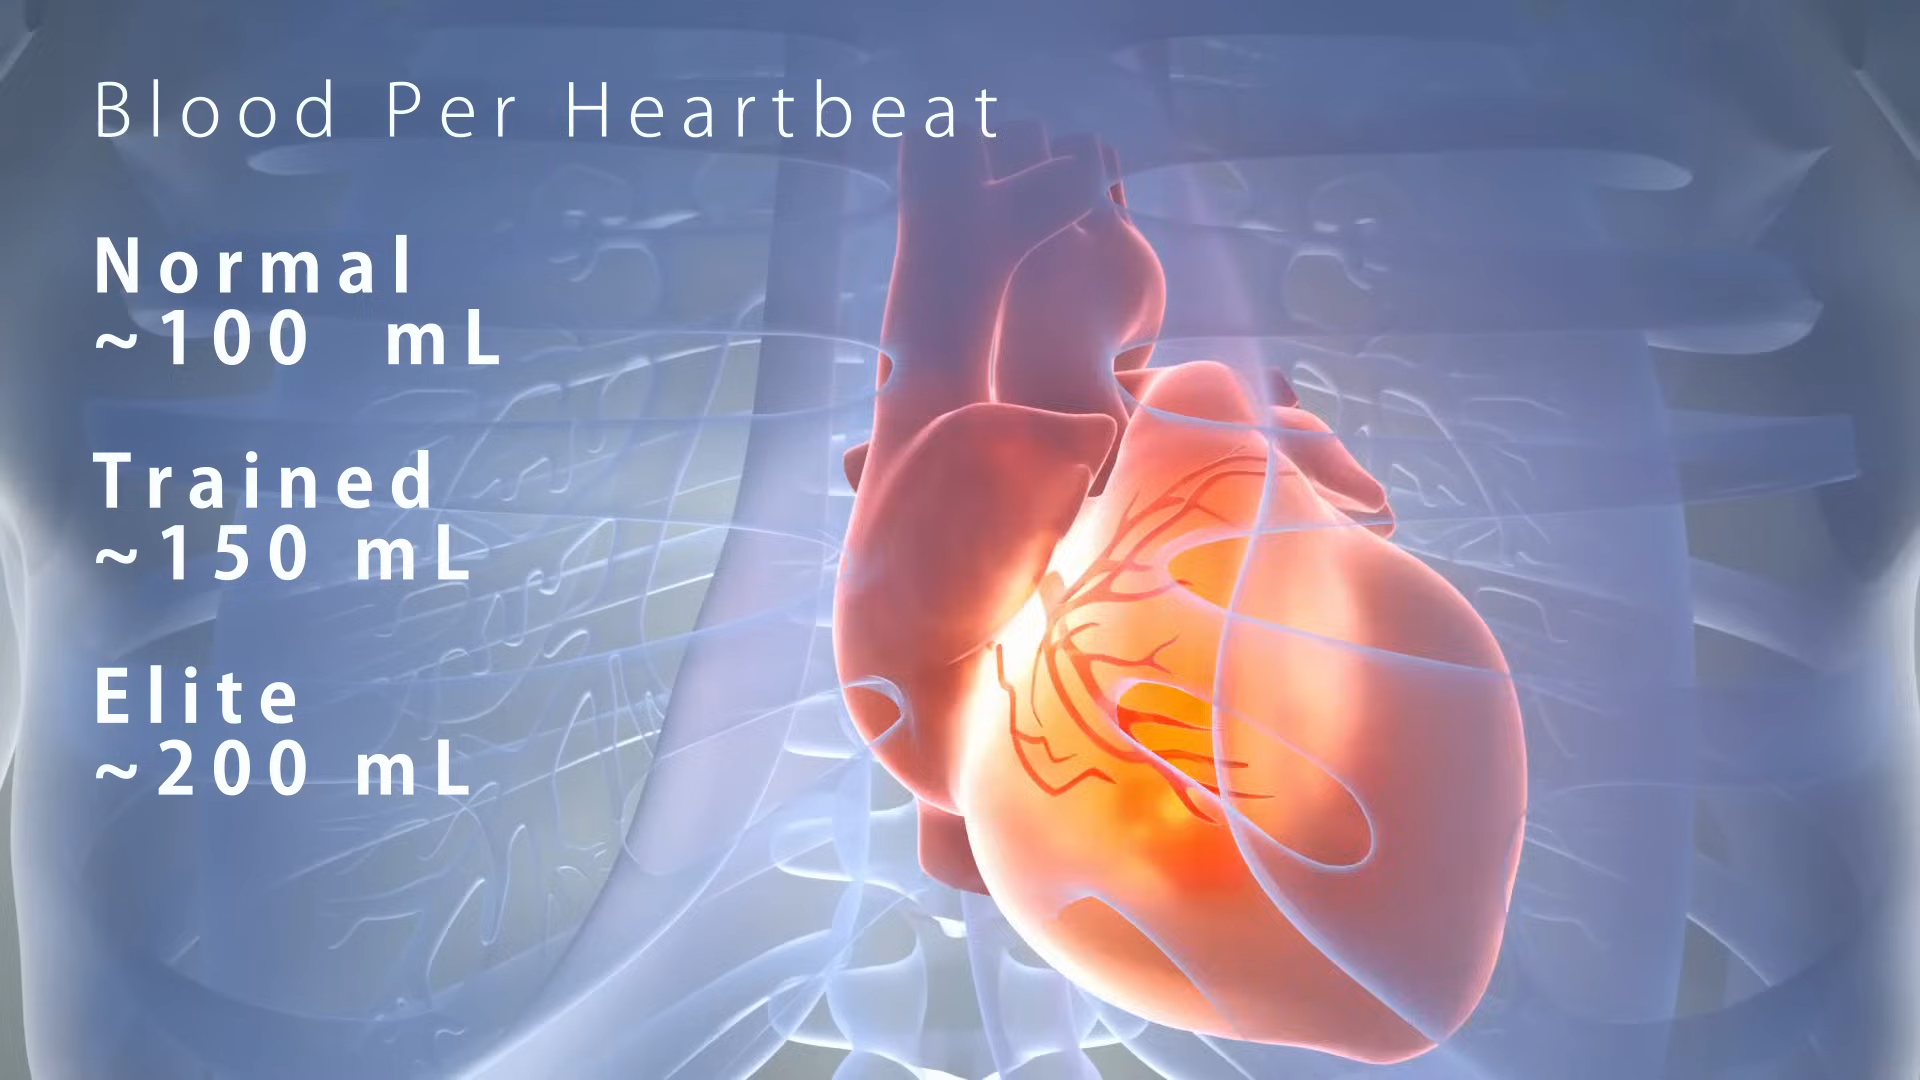 Blood Per Heartbeat
Normal
~100 mL
Trained
~150 mL
Elite
~200 mL